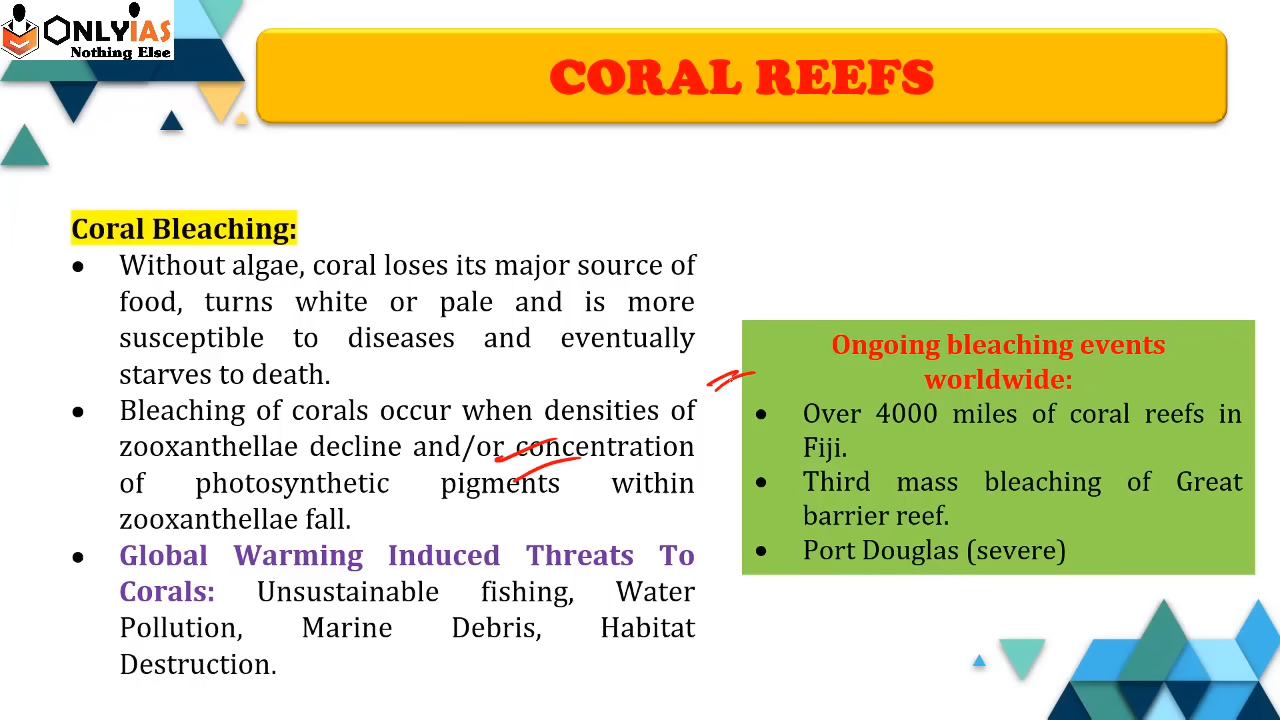 ONLYIAS
Nothing Else
CORAL REEFS
Coral Bleaching:
• Without algae, coral loses its major source of
food, turns white or pale and is more
susceptible to diseases and eventually
starves to death.
• Bleaching of corals occur when densities of
zooxanthellae decline and/or concentration
of photosynthetic pigments within
zooxanthellae fall.
• Global Warming Induced Threats To
Corals: Unsustainable fishing, Water
Pollution, Marine Debris, Habitat
Destruction.
Ongoing bleaching events
worldwide:
• Over 4000 miles of coral reefs in
Fiji.
• Third mass bleaching of Great
barrier reef.
• Port Douglas (severe)